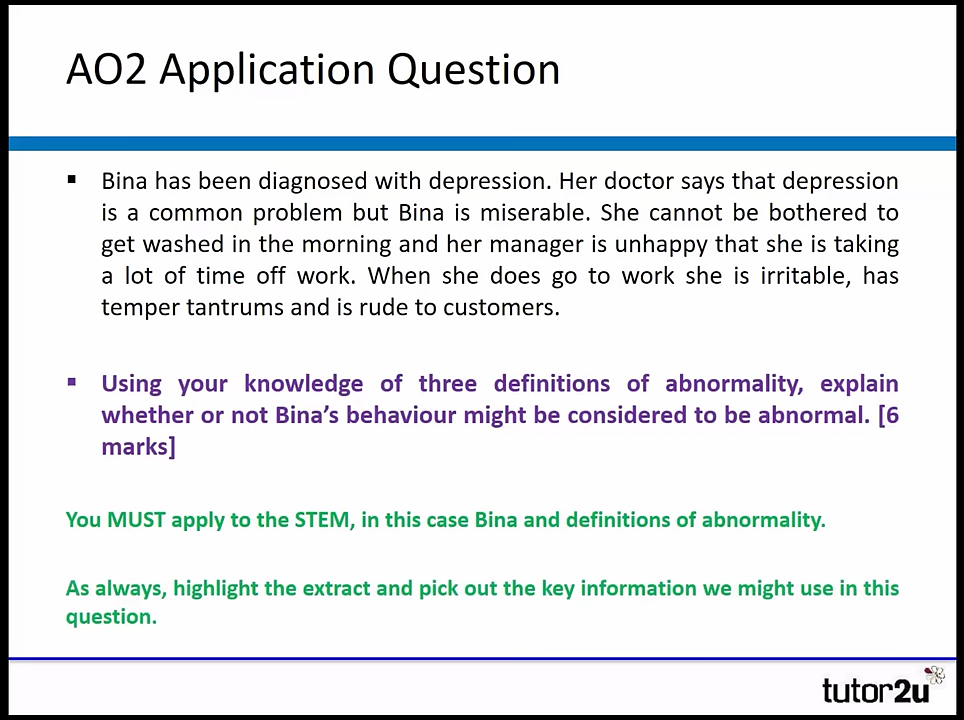 AO2 Application Question
▪ Bina has been diagnosed with depression. Her doctor says that depression
is a common problem but Bina is miserable. She cannot be bothered to
get washed in the morning and her manager is unhappy that she is taking
a lot of time off work. When she does go to work she is irritable, has
temper tantrums and is rude to customers.
▪ Using your knowledge of three definitions of abnormality, explain
whether or not Bina’s behaviour might be considered to be abnormal. [6
marks]
You MUST apply to the STEM, in this case Bina and definitions of abnormality.
As always, highlight the extract and pick out the key information we might use in this
question.
tutor2u